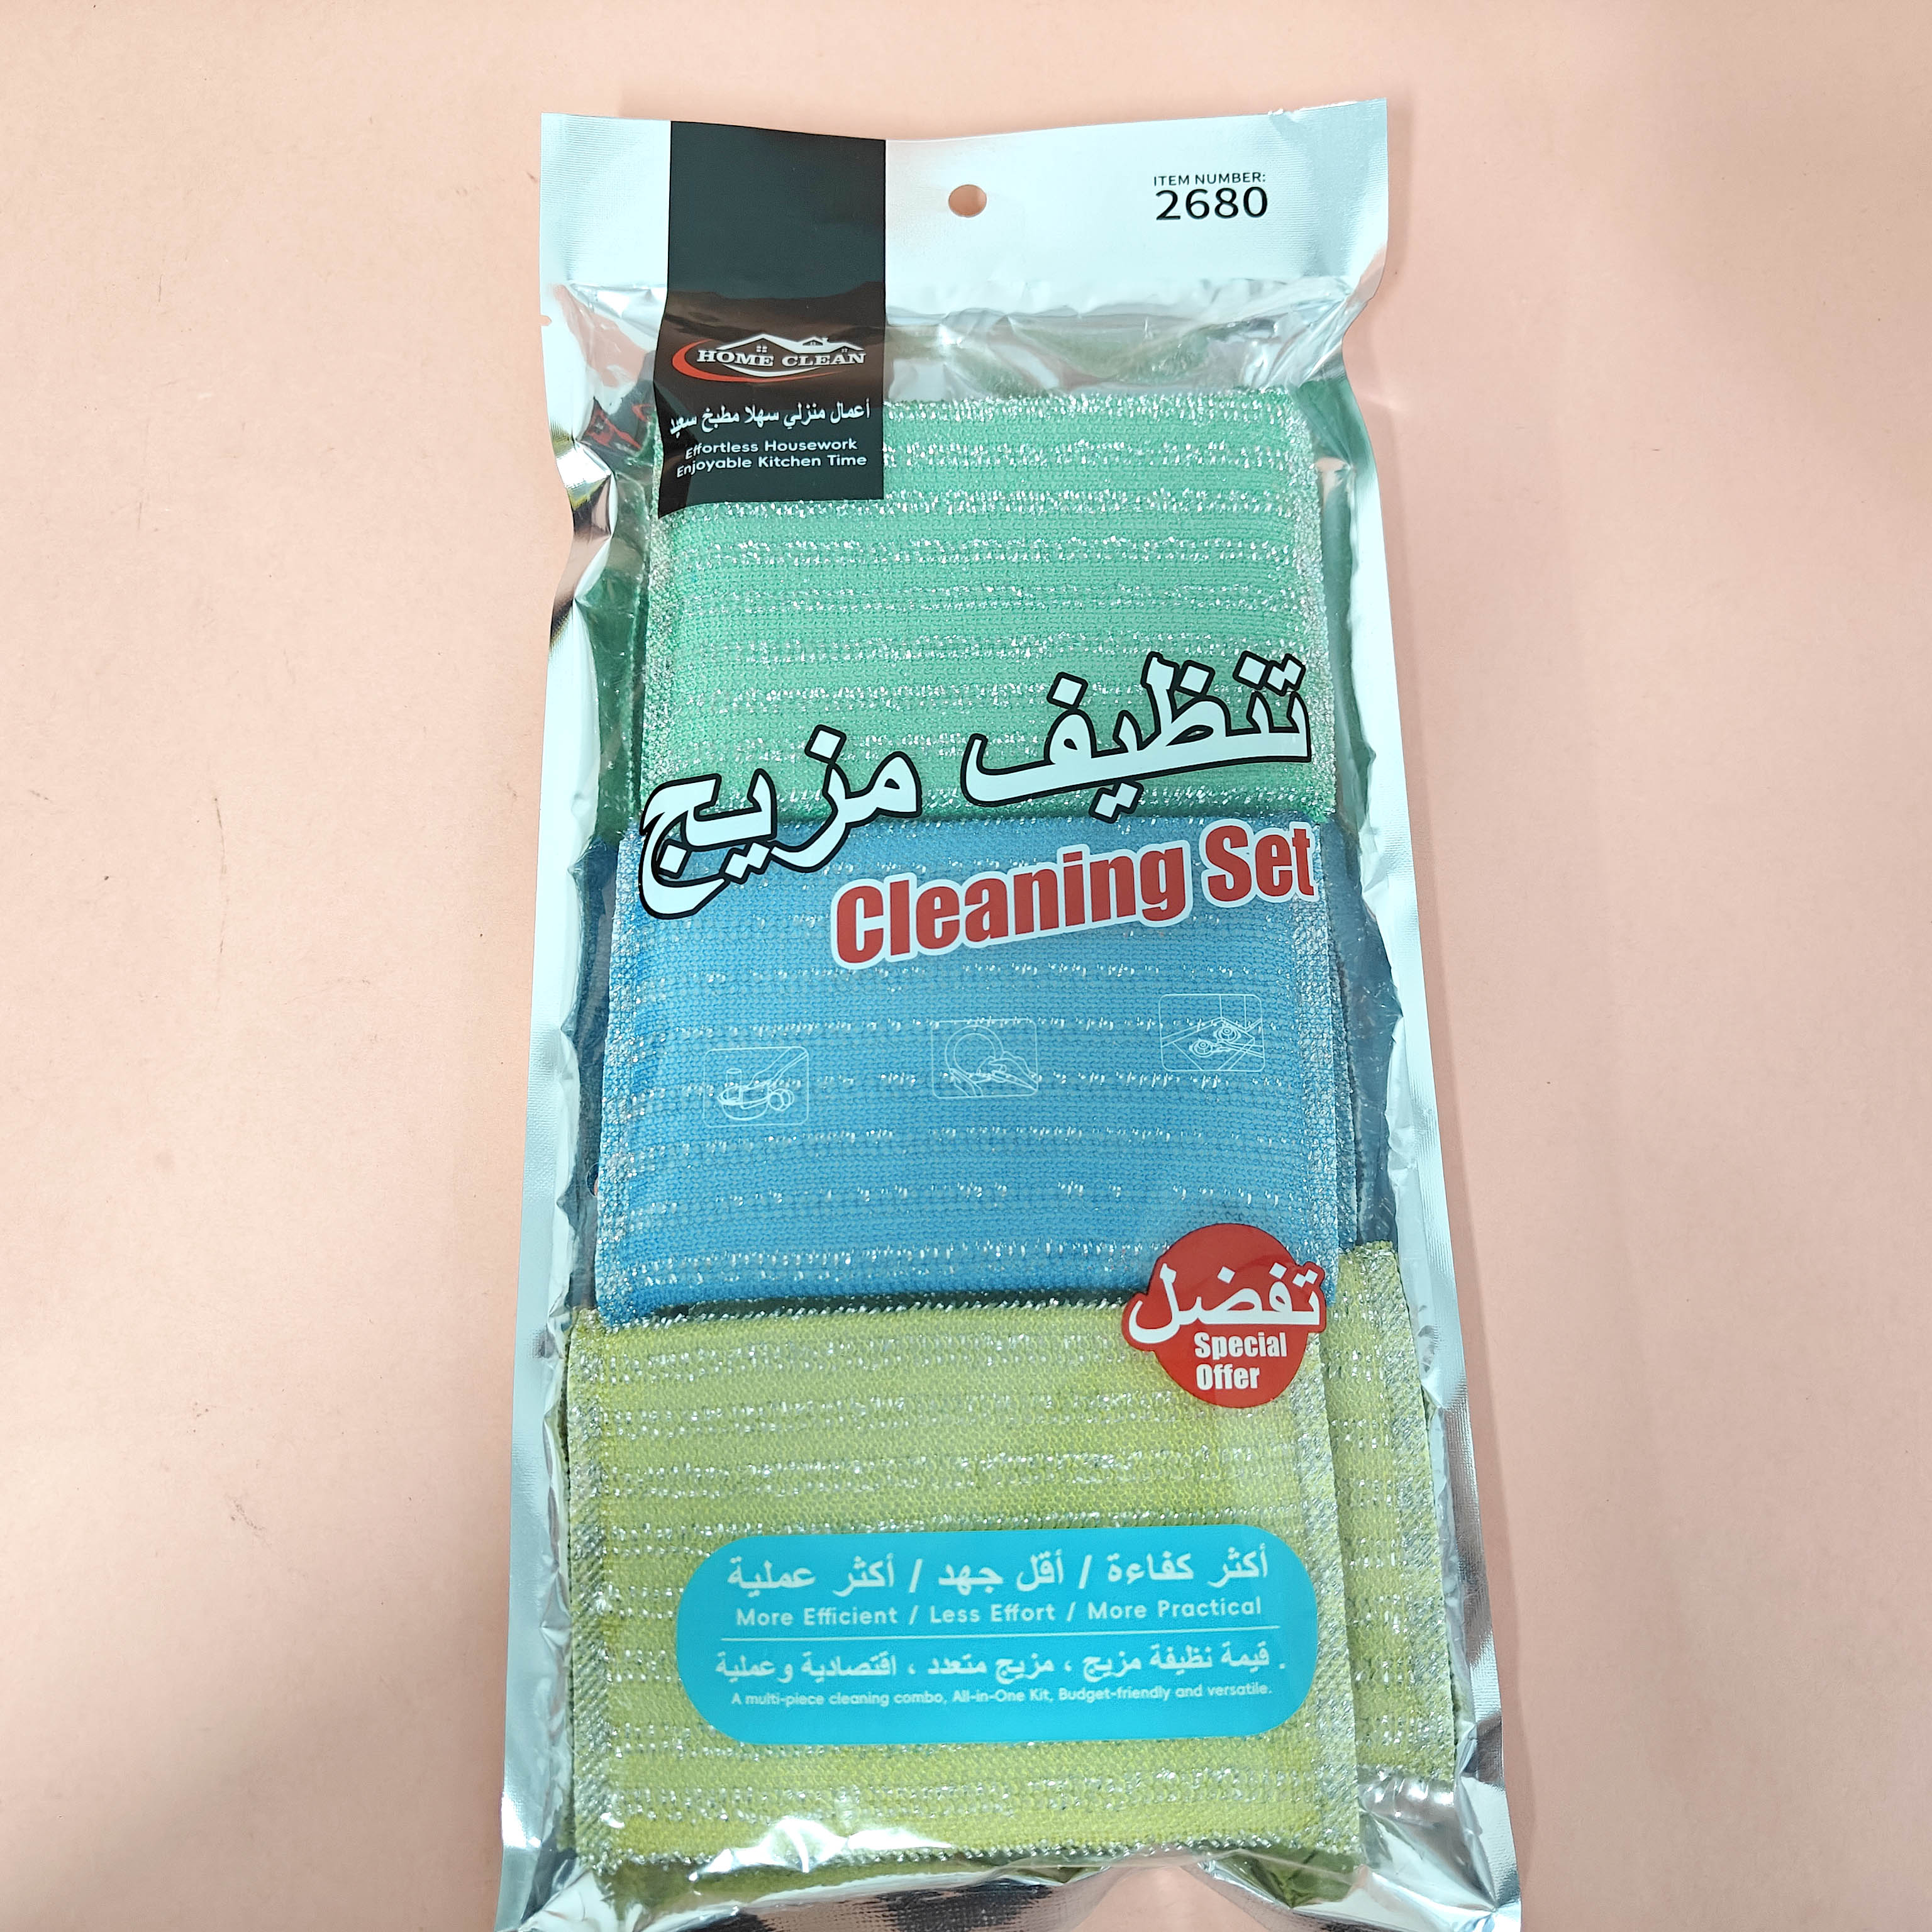 ITEM NUMBER:
2680
HOME CLEAN
أعمال منزلي سهلا مطبخ سعيد
Effortless Housework
Enjoyable Kitchen Time
تنظيف مزيج
Cleaning Set
تفضل
Special
Offer
أكثر كفاءة / أقل جهد / أكثر عملية
More Efficient / Less Effort / More Practical
قيمة نظيفة مزيج ، مزيج متعدد ، اقتصادية وعملية .
A multi-piece cleaning combo, All-in-One Kit, Budget-friendly and versatile.